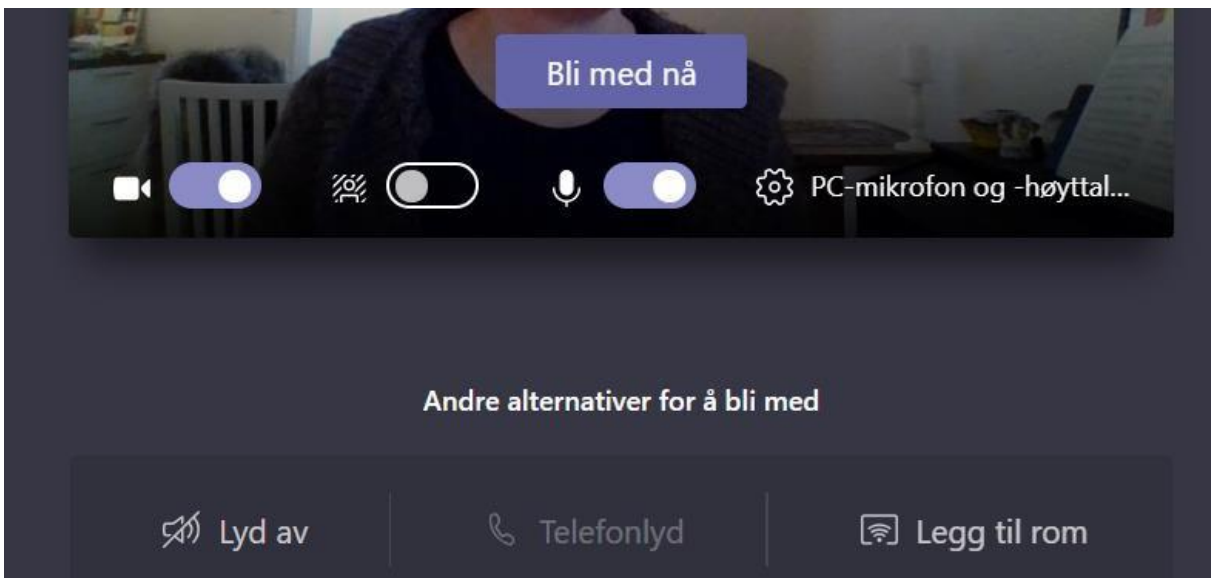 Bli med nå
PC-mikrofon og -høyttal...
Andre alternativer for å bli med
Lyd av
Telefonlyd
Legg til rom